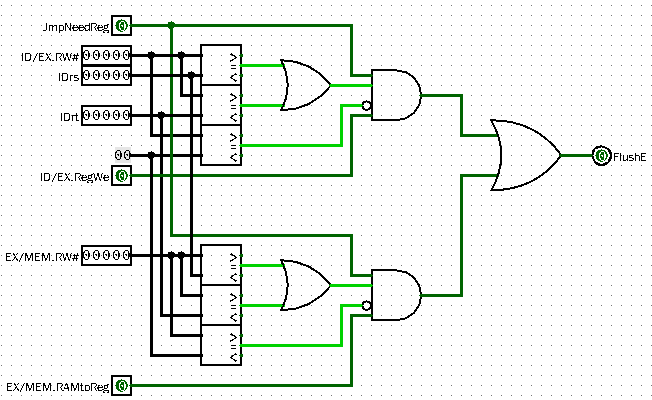 JmpNeedReg 0
ID/EX.RW# 00000
IDrs 00000
IDrt 00000
00
ID/EX.RegWe 0
EX/MEM.RW# 00000
EX/MEM.RAMtoReg 0
> = <
> = <
> = <
> = <
> = <
> = <
0 FlushE